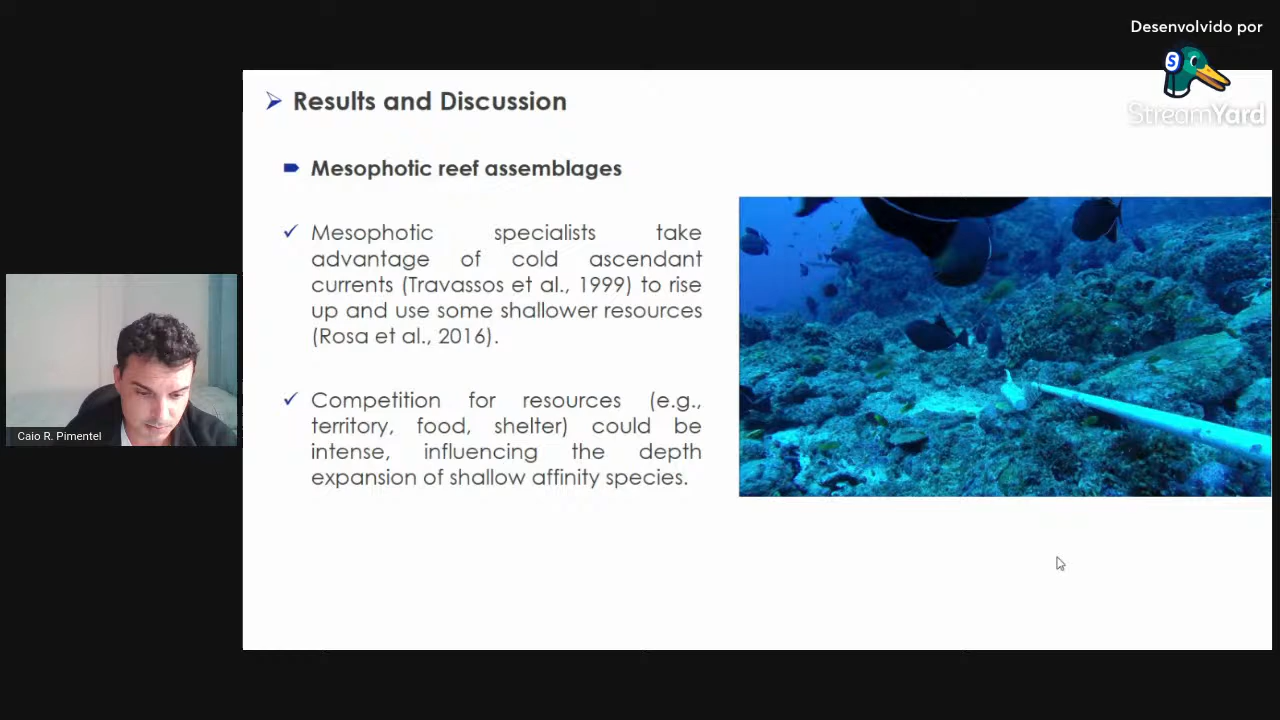 Desenvolvido por
S
StreamYard
Results and Discussion
Mesophotic reef assemblages
Mesophotic specialists take
advantage of cold ascendant
currents (Travassos et al., 1999) to rise
up and use some shallower resources
(Rosa et al., 2016).
Competition for resources (e.g.,
territory, food, shelter) could be
intense, influencing the depth
expansion of shallow affinity species.
Caio R. Pimentel